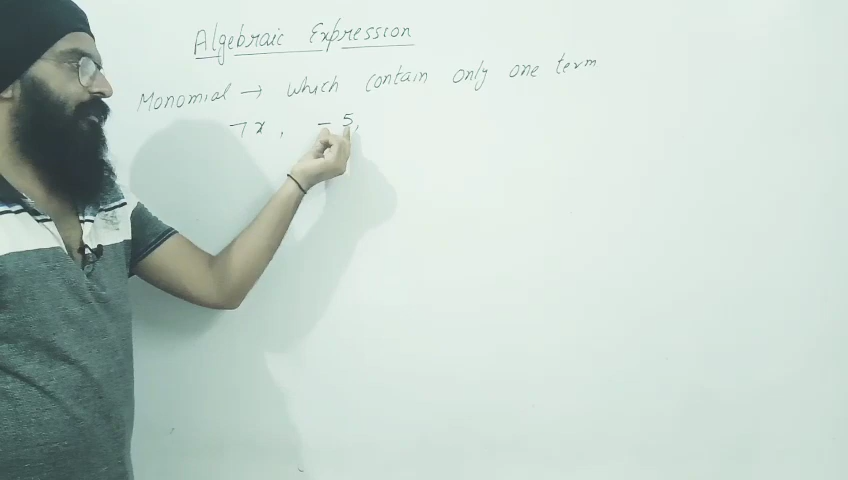 Algebraic Expression
Monomial → which contain only one term
7x, -5,